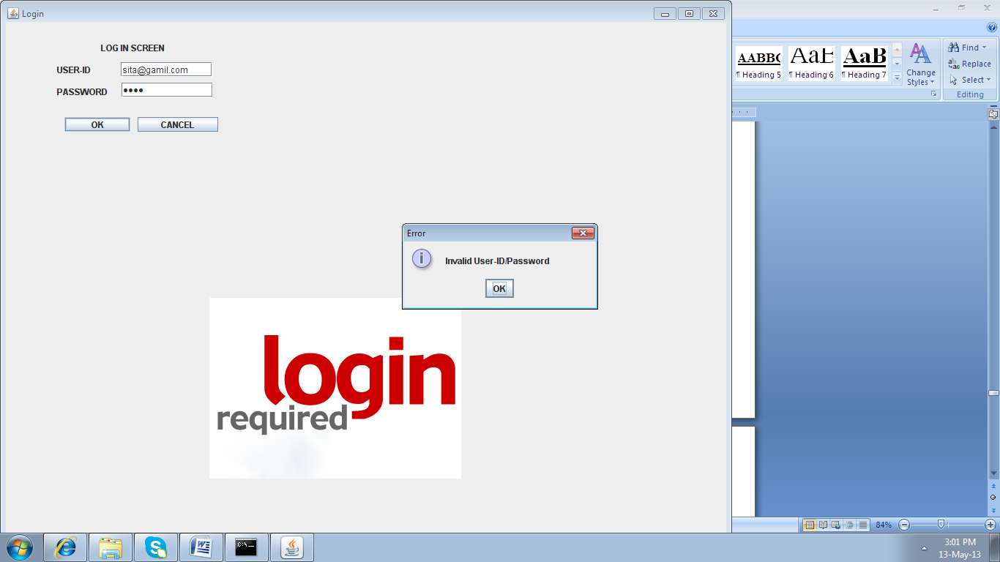 Login
LOG IN SCREEN
USER-ID sita@gamil.com
PASSWORD ••••
OK CANCEL
Error
Invalid User-ID/Password
OK
login
required
AABBC AaB AaB
¶ Heading 5 ¶ Heading 6 ¶ Heading 7
Change
Styles
Find
Replace
Select
Editing
84%
C:\
3:01 PM
13-May-13